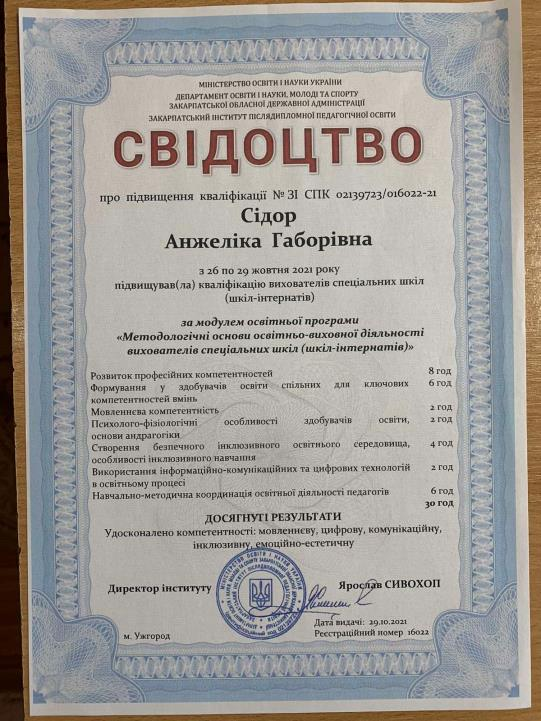 МІНІСТЕРСТВО ОСВІТИ І НАУКИ УКРАЇНИ
ДЕПАРТАМЕНТ ОСВІТИ І НАУКИ, МОЛОДІ ТА СПОРТУ
ЗАКАРПАТСЬКОЇ ОБЛАСНОЇ ДЕРЖАВНОЇ АДМІНІСТРАЦІЇ
ЗАКАРПАТСЬКИЙ ІНСТИТУТ ПІСЛЯДИПЛОМНОЇ ПЕДАГОГІЧНОЇ ОСВІТИ
СВІДОЦТВО
про підвищення кваліфікації № ЗІ СПК 02139723/016022-21
Сідор
Анжеліка Габорівна
з 26 по 29 жовтня 2021 року
підвищував(ла) кваліфікацію вихователів спеціальних шкіл
(шкіл-інтернатів)
за модулем освітньої програми
«Методологічні основи освітньо-виховної діяльності
вихователів спеціальних шкіл (шкіл-інтернатів)»
Розвиток професійних компетентностей 8 год
Формування у здобувачів освіти спільних для ключових 6 год
компетентностей вмінь
Мовленнєва компетентність 2 год
Психолого-фізіологічні особливості здобувачів освіти, 2 год
основи андрагогіки
Створення безпечного інклюзивного освітнього середовища, 4 год
особливості інклюзивного навчання
Використання інформаційно-комунікаційних та цифрових технологій 2 год
в освітньому процесі
Навчально-методична координація освітньої діяльності педагогів 6 год
30 год
ДОСЯГНУТІ РЕЗУЛЬТАТИ
Удосконалено компетентності: мовленнєву, цифрову, комунікаційну,
інклюзивну, емоційно-естетичну
Директор інституту Ярослав СИВОХОП
Дата видачі: 29.10.2021
м. Ужгород Реєстраційний номер 16022